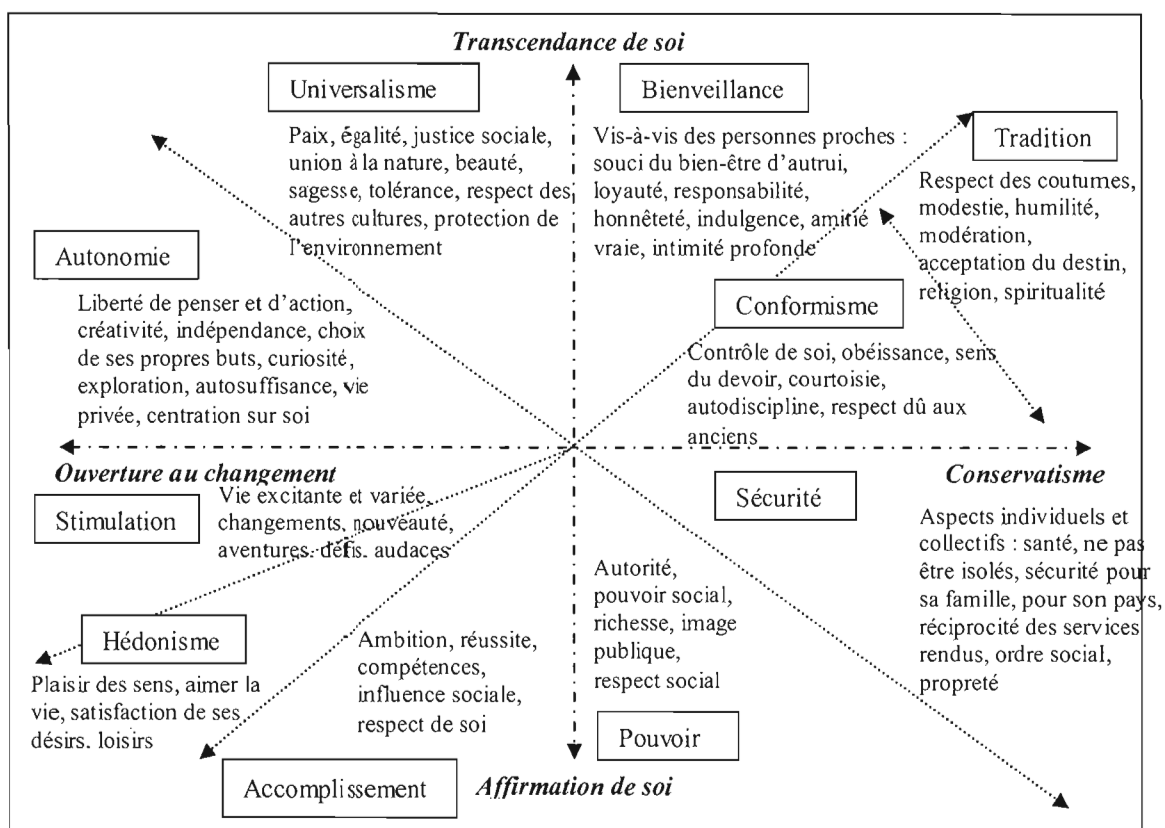 Transcendance de soi
Universalisme
Paix, égalité, justice sociale,
union à la nature, beauté,
sagesse, tolérance, respect des
autres cultures, protection de
l'environnement
Bienveillance
Vis-à-vis des personnes proches :
souci du bien-être d'autrui,
loyauté, responsabilité,
honnêteté, indulgence, amitié
vraie, intimité profonde
Tradition
Respect des coutumes,
modestie, humilité,
modération,
acceptation du destin,
religion, spiritualité
Autonomie
Liberté de penser et d'action,
créativité, indépendance, choix
de ses propres buts, curiosité,
exploration, autosuffisance, vie
privée, centration sur soi
Conformisme
Contrôle de soi, obéissance, sens
du devoir, courtoisie,
autodiscipline, respect dû aux
anciens
Ouverture au changement
Conservatisme
Stimulation
Vie excitante et variée,
changements, nouveauté,
aventures, défis, audaces
Sécurité
Aspects individuels et
collectifs : santé, ne pas
être isolés, sécurité pour
sa famille, pour son pays,
réciprocité des services
rendus, ordre social,
propreté
Hédonisme
Plaisir des sens, aimer la
vie, satisfaction de ses
désirs, loisirs
Ambition, réussite,
compétences,
influence sociale,
respect de soi
Accomplissement
Autorité,
pouvoir social,
richesse, image
publique,
respect social
Pouvoir
Affirmation de soi